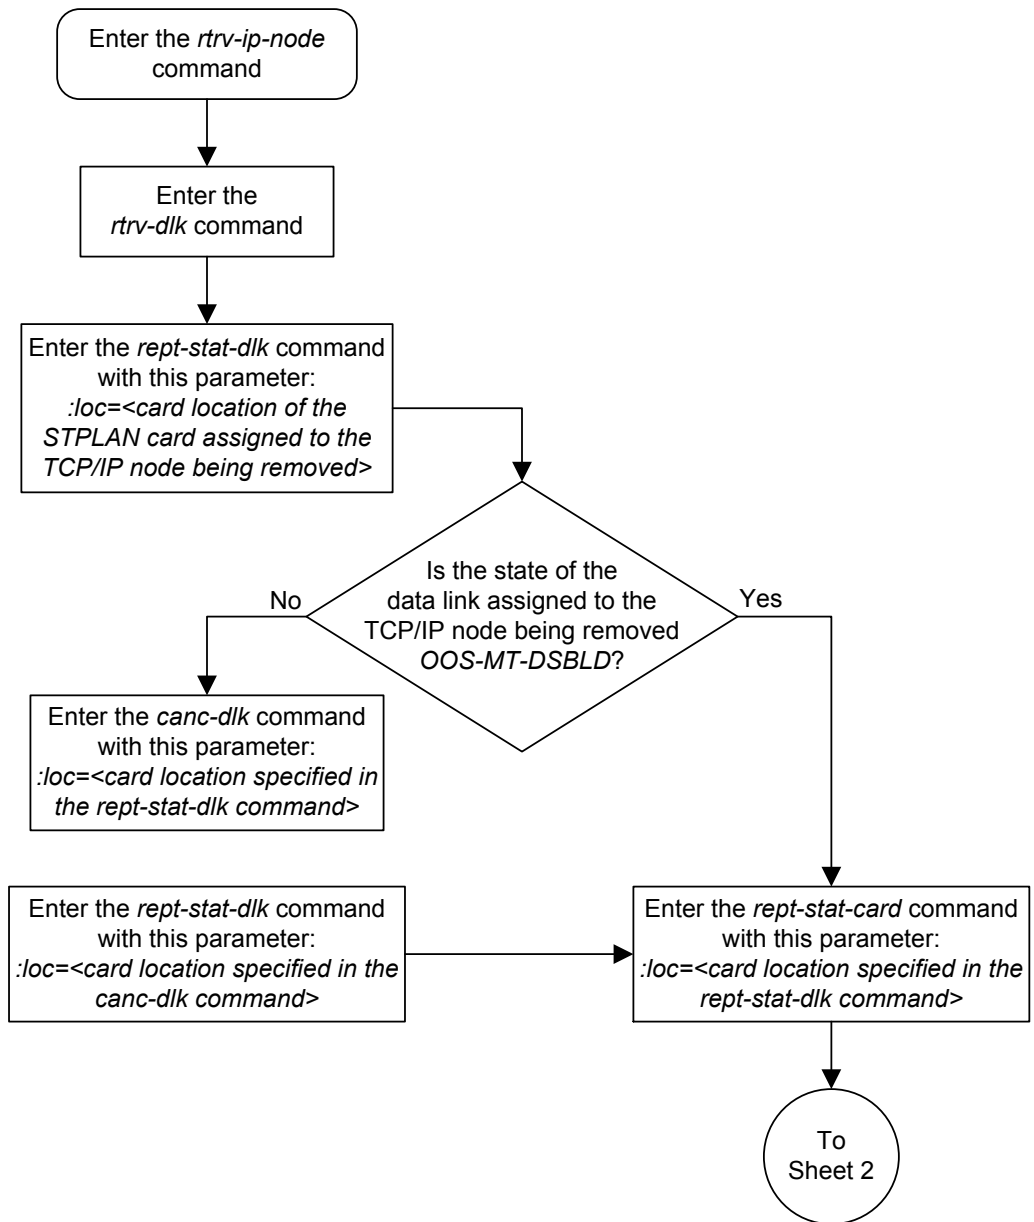 Enter the rtrv-ip-node
command
Enter the
rtrv-dlk command
Enter the rept-stat-dlk command
with this parameter:
:loc=<card location of the
STPLAN card assigned to the
TCP/IP node being removed>
Is the state of the
data link assigned to the
TCP/IP node being removed
OOS-MT-DSBLD?
No
Yes
Enter the canc-dlk command
with this parameter:
:loc=<card location specified in
the rept-stat-dlk command>
Enter the rept-stat-dlk command
with this parameter:
:loc=<card location specified in the
canc-dlk command>
Enter the rept-stat-card command
with this parameter:
:loc=<card location specified in the
rept-stat-dlk command>
To
Sheet 2